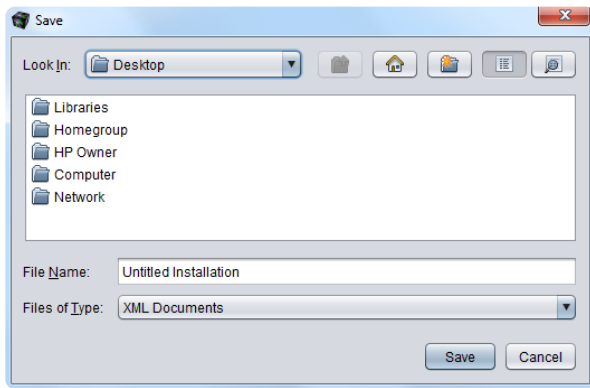 Save
Look In: Desktop
Libraries
Homegroup
HP Owner
Computer
Network
File Name: Untitled Installation
Files of Type: XML Documents
Save Cancel